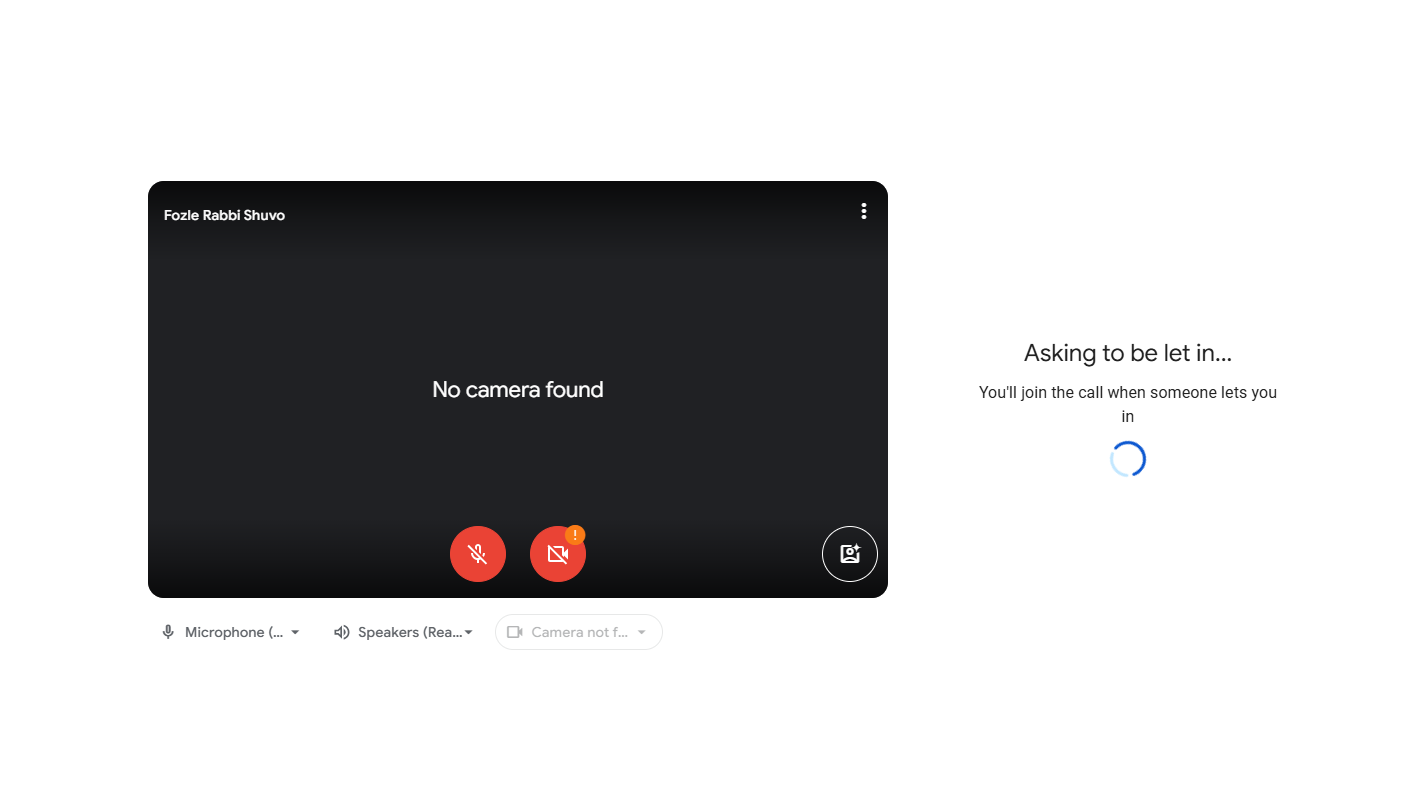 Fozle Rabbi Shuvo
No camera found
Microphone (...
Speakers (Rea...
Camera not f...
Asking to be let in...
You'll join the call when someone lets you
in